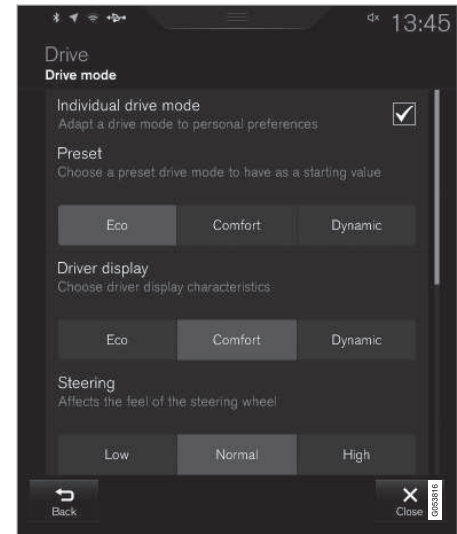 13:45
Drive
Drive mode
Individual drive mode
Adapt a drive mode to personal preferences
Preset
Choose a preset drive mode to have as a starting value
Eco Comfort Dynamic
Driver display
Choose driver display characteristics
Eco Comfort Dynamic
Steering
Affects the feel of the steering wheel
Low Normal High
Back Close
G053816